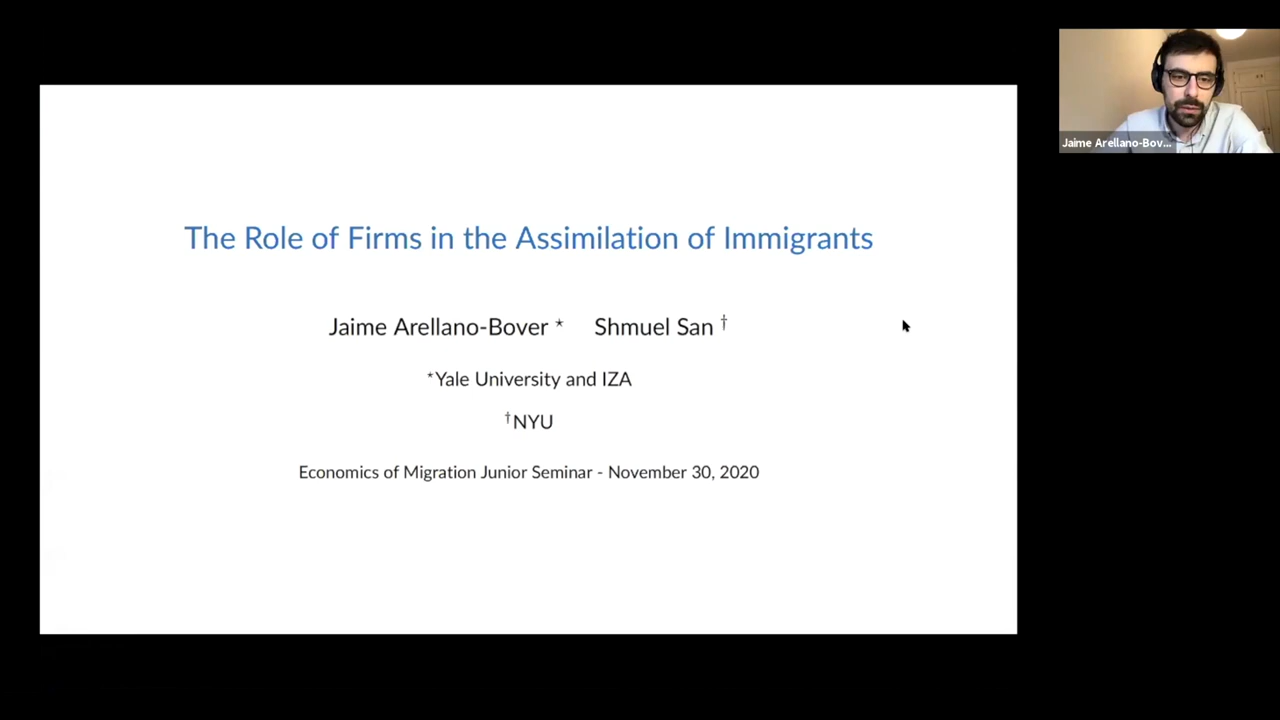 The Role of Firms in the Assimilation of Immigrants
Jaime Arellano-Bover * Shmuel San †
*Yale University and IZA
†NYU
Economics of Migration Junior Seminar - November 30, 2020
Jaime Arellano-Bov...